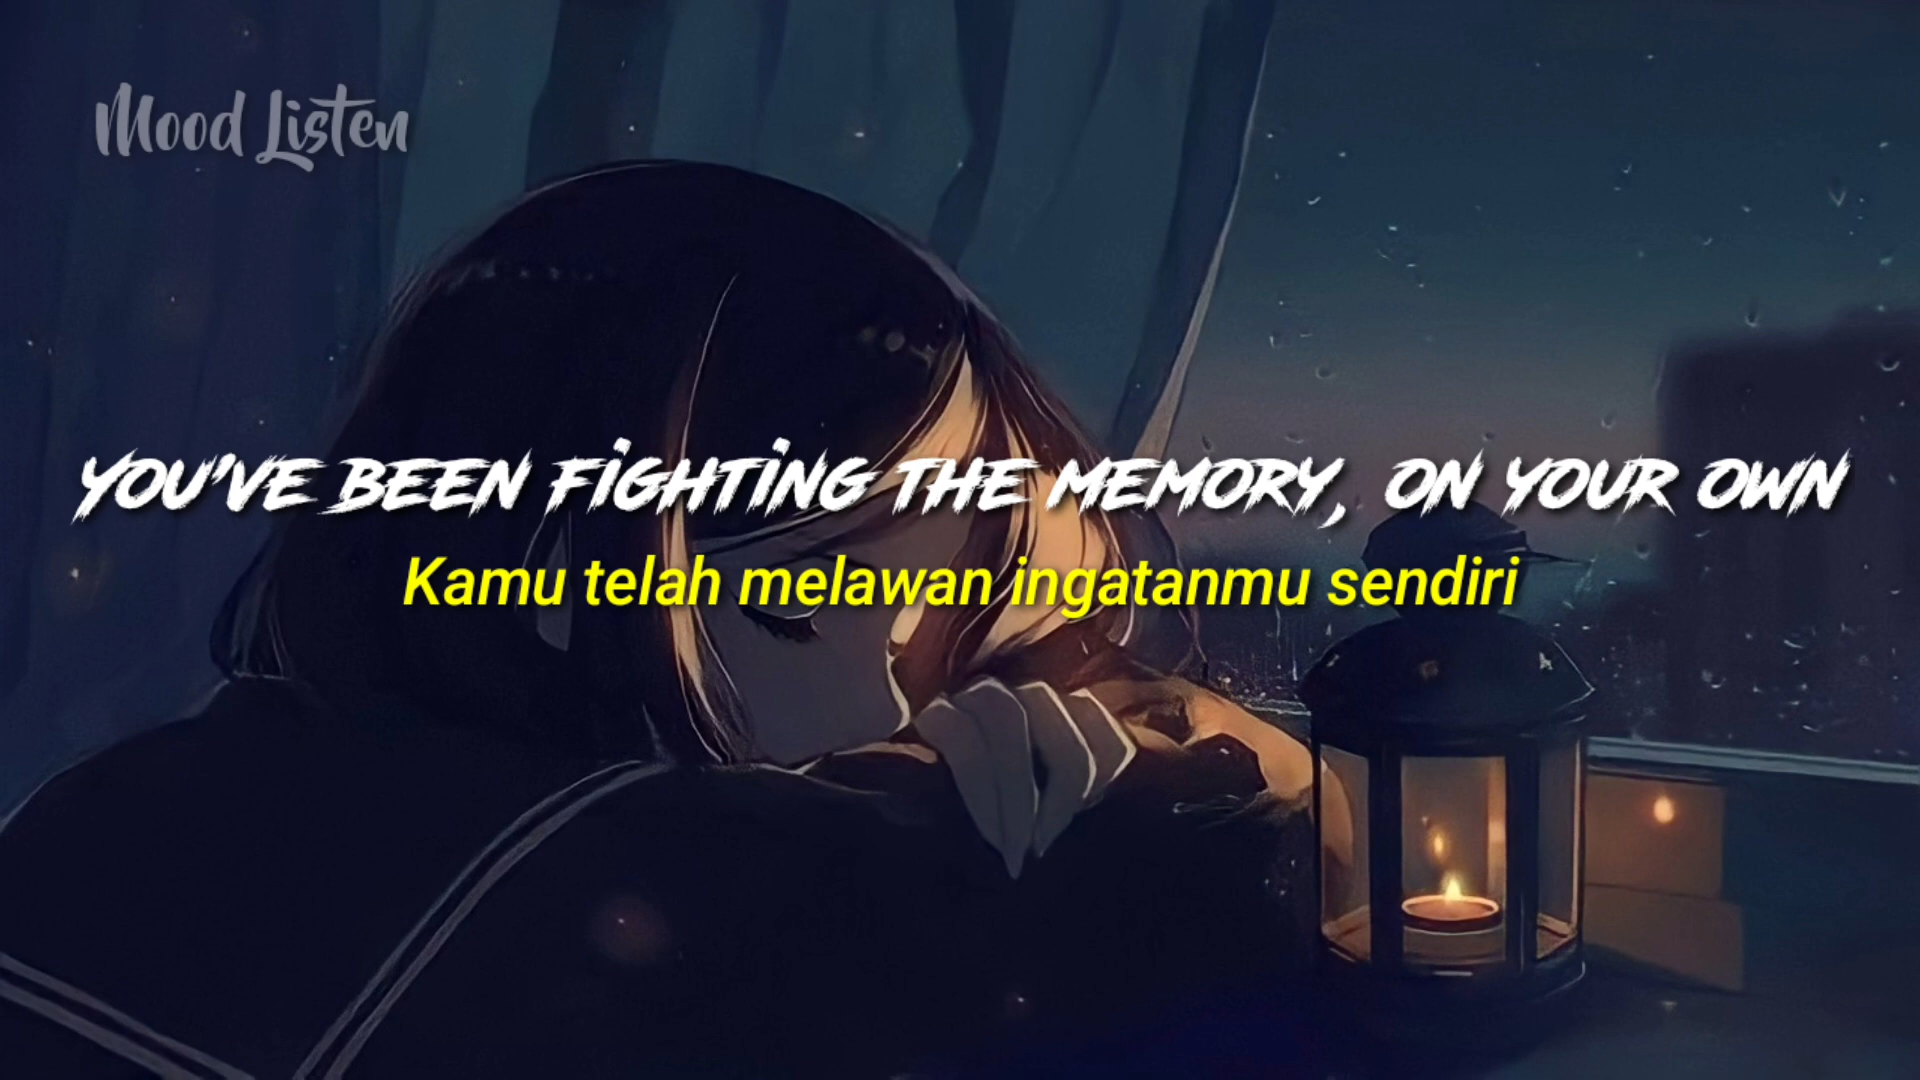 Mood Listen
YOU'VE BEEN FiGHTiNG THE MEMORY, ON YOUR OWN
Kamu telah melawan ingatanmu sendiri